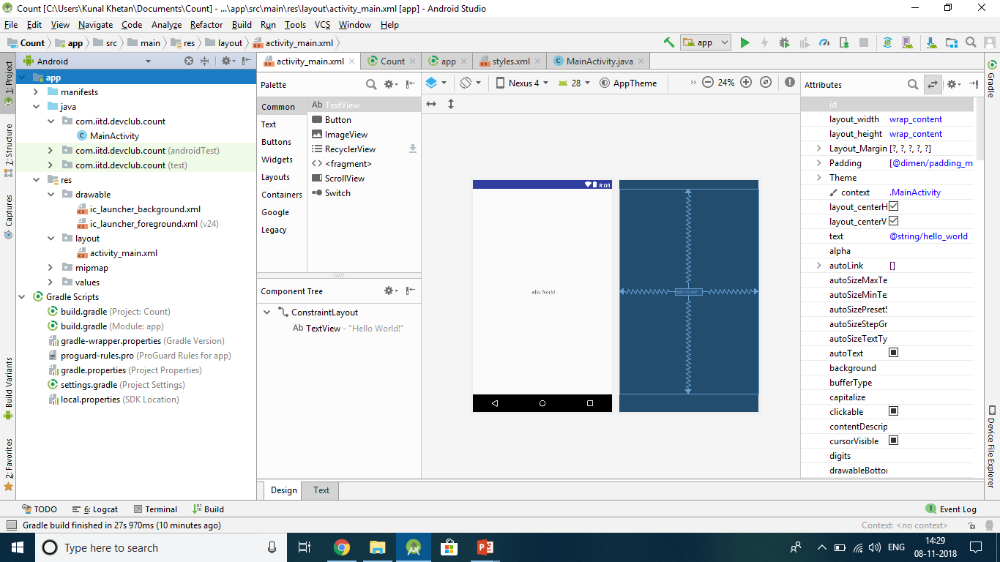 Count [C:\Users\Kunal Khetan\Documents\Count] - ...\app\src\main\res\layout\activity_main.xml [app] - Android Studio
File Edit View Navigate Code Analyze Refactor Build Run Tools VCS Window Help
Count app src main res layout activity_main.xml
app
1: Project
7: Structure
Captures
Build Variants
2: Favorites
Android
app
manifests
java
com.iitd.devclub.count
MainActivity
com.iitd.devclub.count (androidTest)
com.iitd.devclub.count (test)
res
drawable
ic_launcher_background.xml
ic_launcher_foreground.xml (v24)
layout
activity_main.xml
mipmap
values
Gradle Scripts
build.gradle (Project: Count)
build.gradle (Module: app)
gradle-wrapper.properties (Gradle Version)
proguard-rules.pro (ProGuard Rules for app)
gradle.properties (Project Properties)
settings.gradle (Project Settings)
local.properties (SDK Location)
activity_main.xml Count app styles.xml MainActivity.java
Palette
Common
Text
Buttons
Widgets
Layouts
Containers
Google
Legacy
Ab TextView
Button
ImageView
RecyclerView
<fragment>
ScrollView
Switch
Component Tree
ConstraintLayout
Ab TextView - "Hello World!"
Nexus 4 28 AppTheme » 24%
8:00
ello World
Hello World!
Design Text
Attributes
id
layout_width wrap_content
layout_height wrap_content
Layout_Margin [?, ?, ?, ?, ?]
Padding [@dimen/padding_m
Theme
context .MainActivity
layout_centerH
layout_centerV
text @string/hello_world
alpha
autoLink []
autoSizeMaxTe
autoSizeMinTe
autoSizePresetS
autoSizeStepGr
autoSizeTextTy
autoText
background
bufferType
capitalize
clickable
contentDescrip
cursorVisible
digits
drawableBottom
Gradle
Device File Explorer
TODO 6: Logcat Terminal Build 1 Event Log
Gradle build finished in 27s 970ms (10 minutes ago) Context: <no context>
Type here to search
ENG 14:29
08-11-2018